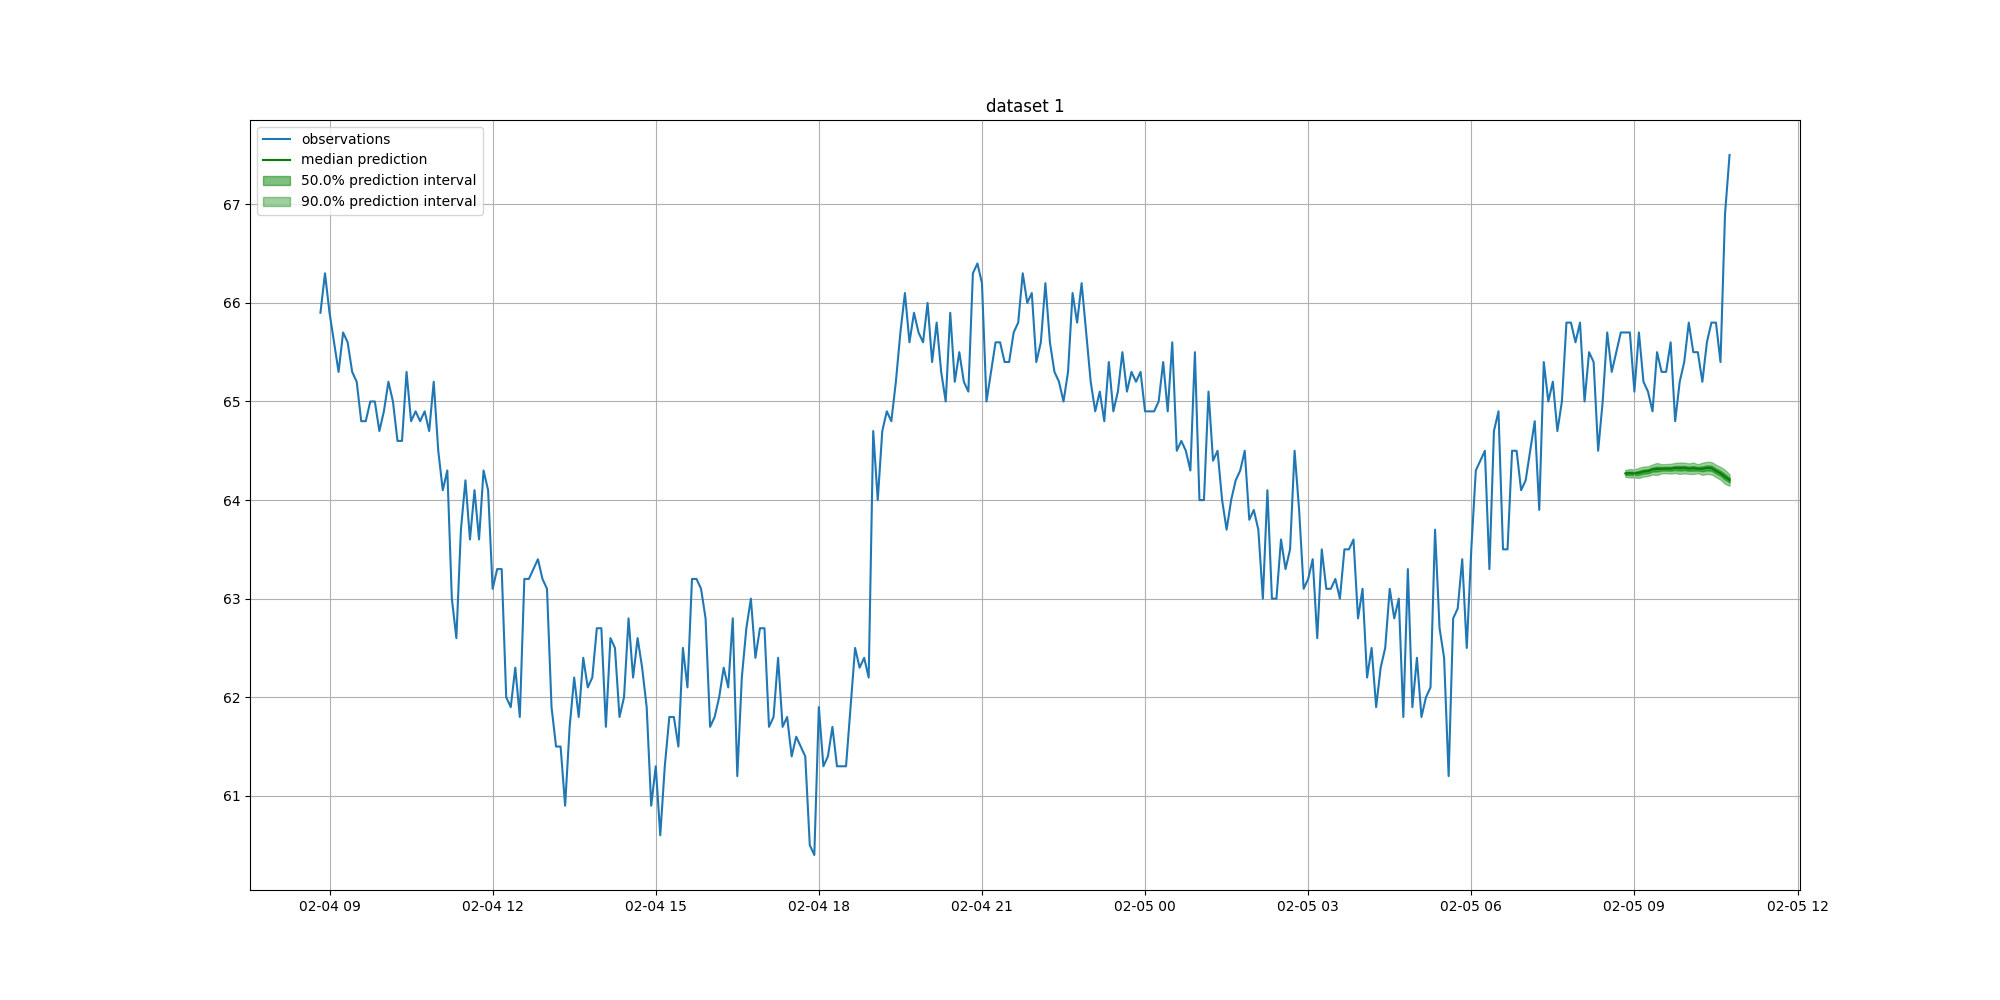 dataset 1
observations
median prediction
50.0% prediction interval
90.0% prediction interval
67
66
65
64
63
62
61
02-04 09 02-04 12 02-04 15 02-04 18 02-04 21 02-05 00 02-05 03 02-05 06 02-05 09 02-05 12